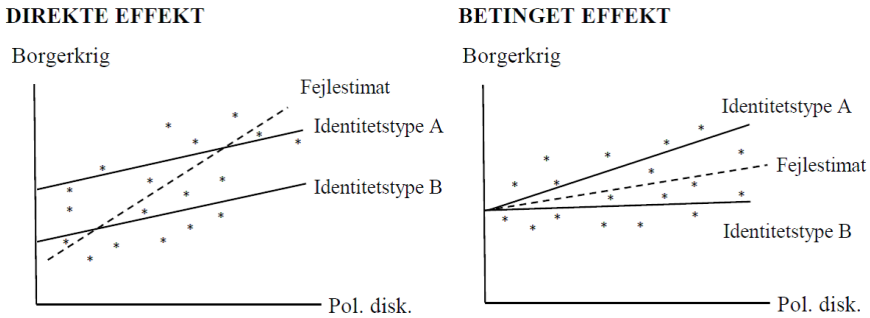 DIREKTE EFFEKT
Borgerkrig
Fejlestimat
Identitetstype A
Identitetstype B
Pol. disk.
BETINGET EFFEKT
Borgerkrig
Identitetstype A
Fejlestimat
Identitetstype B
Pol. disk.